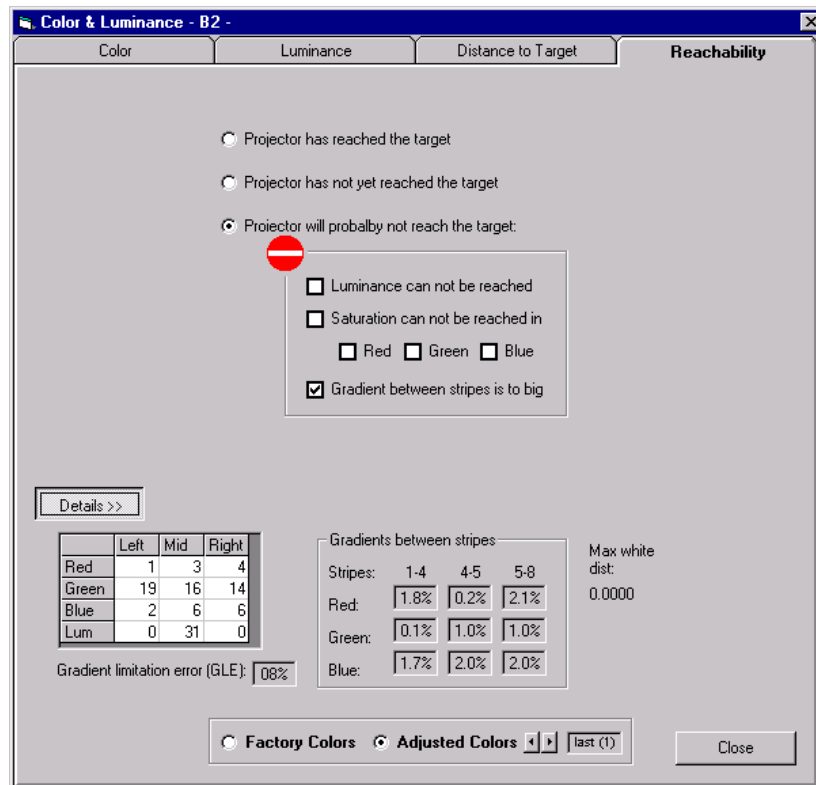 Color & Luminance - B2 -
Color Luminance Distance to Target Reachability
Projector has reached the target
Projector has not yet reached the target
Projector will probalby not reach the target:
Luminance can not be reached
Saturation can not be reached in
Red Green Blue
Gradient between stripes is to big
Details >>
Left Mid Right
Red 1 3 4
Green 19 16 14
Blue 2 6 6
Lum 0 31 0
Gradient limitation error (GLE): 08%
Gradients between stripes
Stripes: 1-4 4-5 5-8
Red: 1.8% 0.2% 2.1%
Green: 0.1% 1.0% 1.0%
Blue: 1.7% 2.0% 2.0%
Max white
dist:
0.0000
Factory Colors Adjusted Colors last (1)
Close